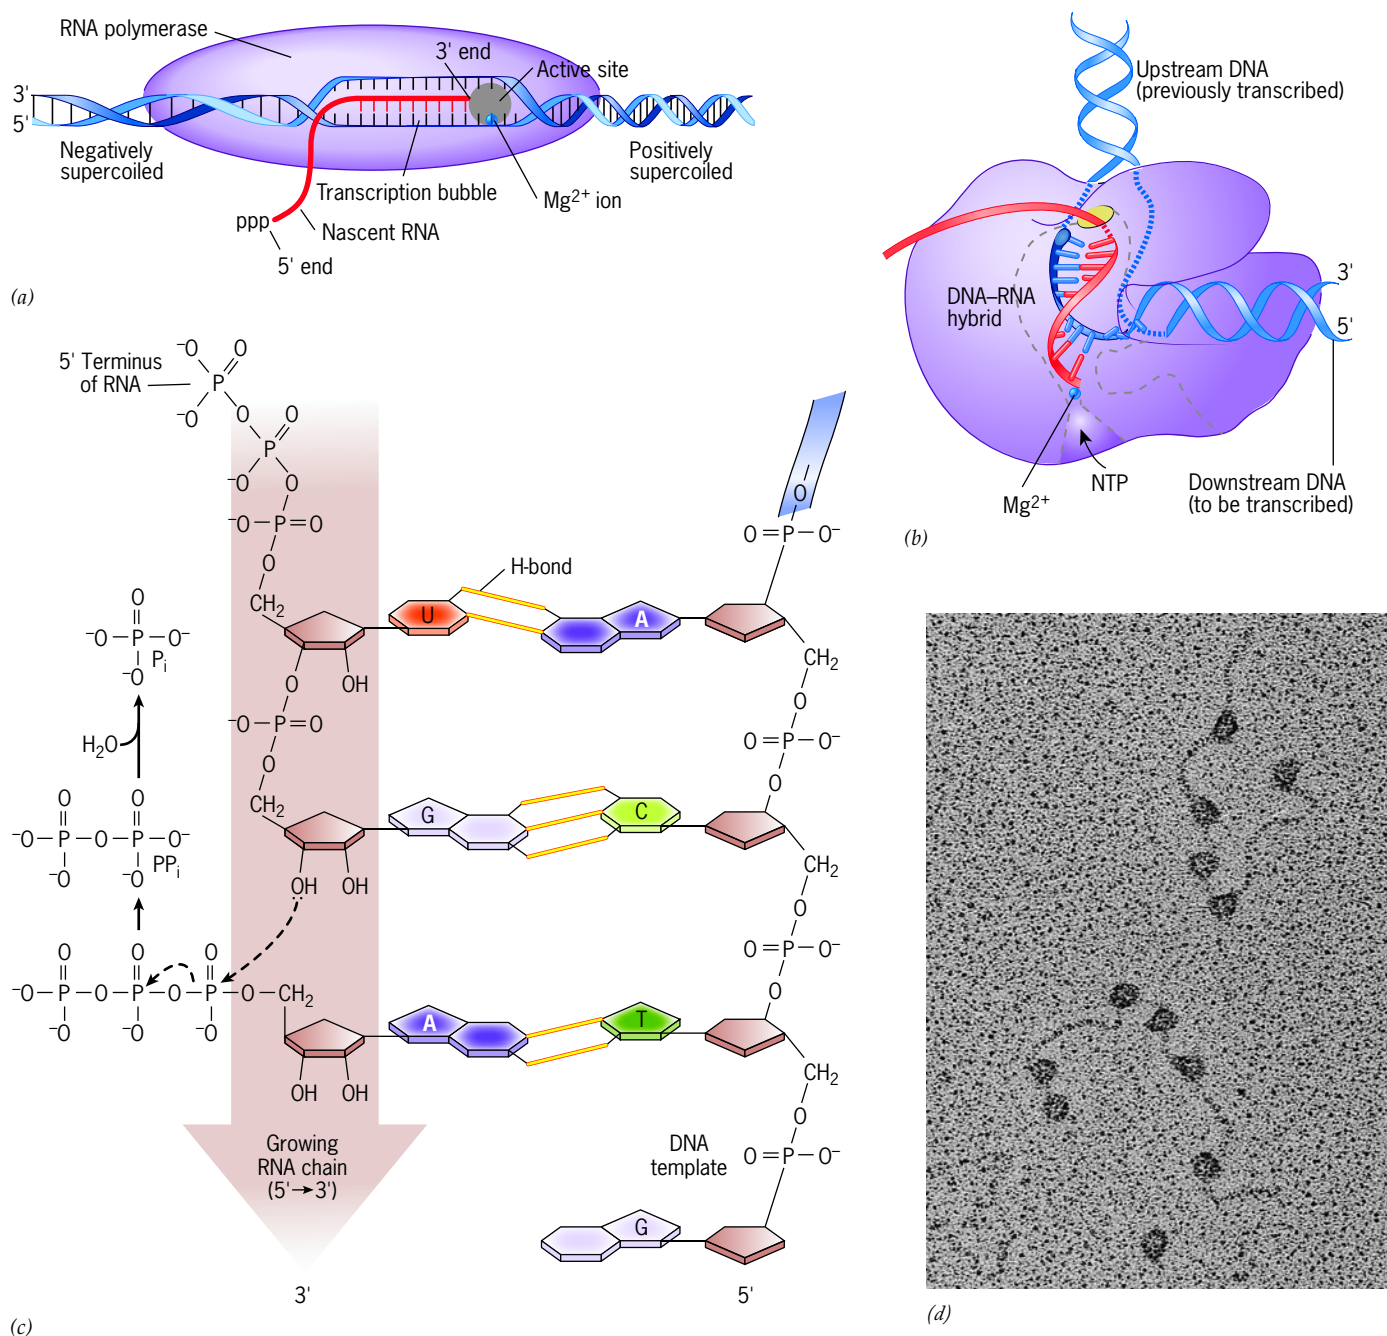 RNA polymerase
3' end
Active site
3'
5'
Negatively
supercoiled
Positively
supercoiled
Transcription bubble
Mg2+ ion
ppp
Nascent RNA
5' end
(a)
Upstream DNA
(previously transcribed)
DNA–RNA
hybrid
3'
5'
NTP
Mg2+
Downstream DNA
(to be transcribed)
(b)
5' Terminus
of RNA
–O O
P
–O O
O
P
–O O
–O–P=O
O
CH2
H-bond
U
A
O
O=P–O–
OH
CH2
O
–O–P–O–
Pi
–O
O
–O–P=O
O
CH2
O
O=P–O–
O
H2O
G
C
OH OH
CH2
O O
–O–P–O–P–O–
PPi
–O –O
O
O=P–O–
O
O O O
–O–P–O–P–O–P–O–CH2
–O –O –O
A
T
OH OH
CH2
O
O=P–O–
Growing
RNA chain
(5'→3')
DNA
template
G
3'
5'
(c)
(d)